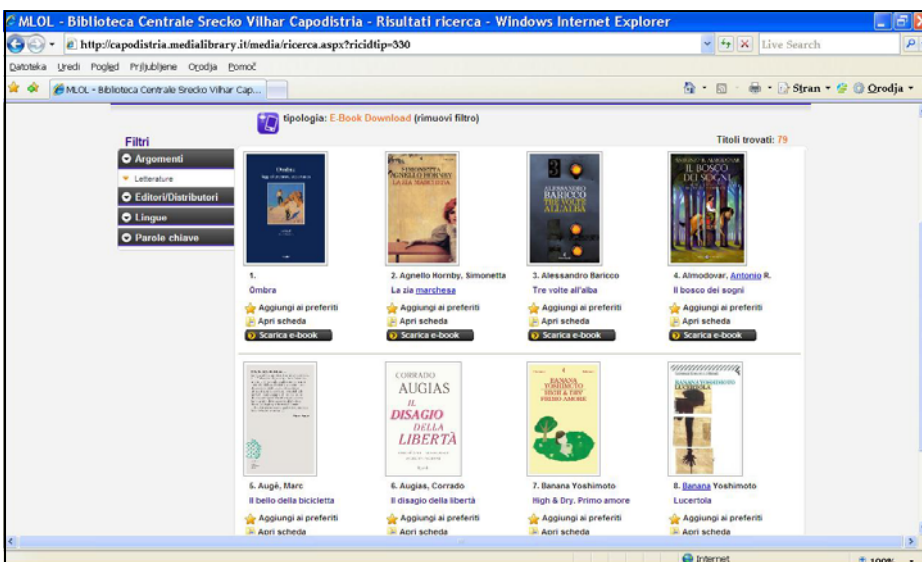 MLOL - Biblioteca Centrale Srecko Vilhar Capodistria - Risultati ricerca - Windows Internet Explorer
http://capodistria.medialibrary.it/media/ricerca.aspx?ricidtip=330
Live Search
Datoteka Uredi Pogled Priljubljene Orodja Pomoč
MLOL - Biblioteca Centrale Srecko Vilhar Cap...
Stran Orodja
tipologia: E-Book Download (rimuovi filtro)
Filtri
Titoli trovati: 79
Argomenti
Letterature
Editori/Distributori
Lingue
Parole chiave
Ombra
SIMONETTA
AGNELLO HORNBY
LA ZIA MARCHESA
3
ALESSANDRO
BARICCO
TRE VOLTE
ALL'ALBA
ANTONIO R. ALMODOVAR
IL BOSCO
DEI SOGNI
1.
2. Agnello Hornby, Simonetta
3. Alessandro Baricco
4. Almodovar, Antonio R.
Ombra
La zia marchesa
Tre volte all'alba
Il bosco dei sogni
Aggiungi ai preferiti
Aggiungi ai preferiti
Aggiungi ai preferiti
Aggiungi ai preferiti
Apri scheda
Apri scheda
Apri scheda
Apri scheda
Scarica e-book
Scarica e-book
Scarica e-book
Scarica e-book
CORRADO
AUGIAS
IL
DISAGIO
DELLA
LIBERTÀ
BANANA
YOSHIMOTO
HIGH & DRY
PRIMO AMORE
BANANA YOSHIMOTO
LUCERTOLA
5. Augè, Marc
6. Augias, Corrado
7. Banana Yoshimoto
8. Banana Yoshimoto
Il bello della bicicletta
Il disagio della libertà
High & Dry. Primo amore
Lucertola
Aggiungi ai preferiti
Aggiungi ai preferiti
Aggiungi ai preferiti
Aggiungi ai preferiti
Apri scheda
Apri scheda
Apri scheda
Apri scheda
Internet
100%